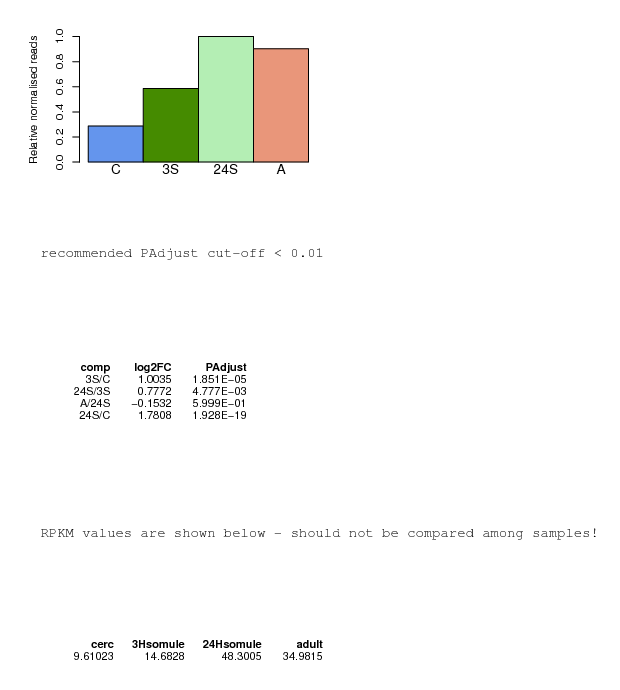 Relative normalised reads
1.0
0.8
0.6
0.4
0.2
0.0
C 3S 24S A
recommended PAdjust cut-off < 0.01
comp log2FC PAdjust
3S/C 1.0035 1.851E-05
24S/3S 0.7772 4.777E-03
A/24S -0.1532 5.999E-01
24S/C 1.7808 1.928E-19
RPKM values are shown below - should not be compared among samples!
cerc 3Hsomule 24Hsomule adult
9.61023 14.6828 48.3005 34.9815